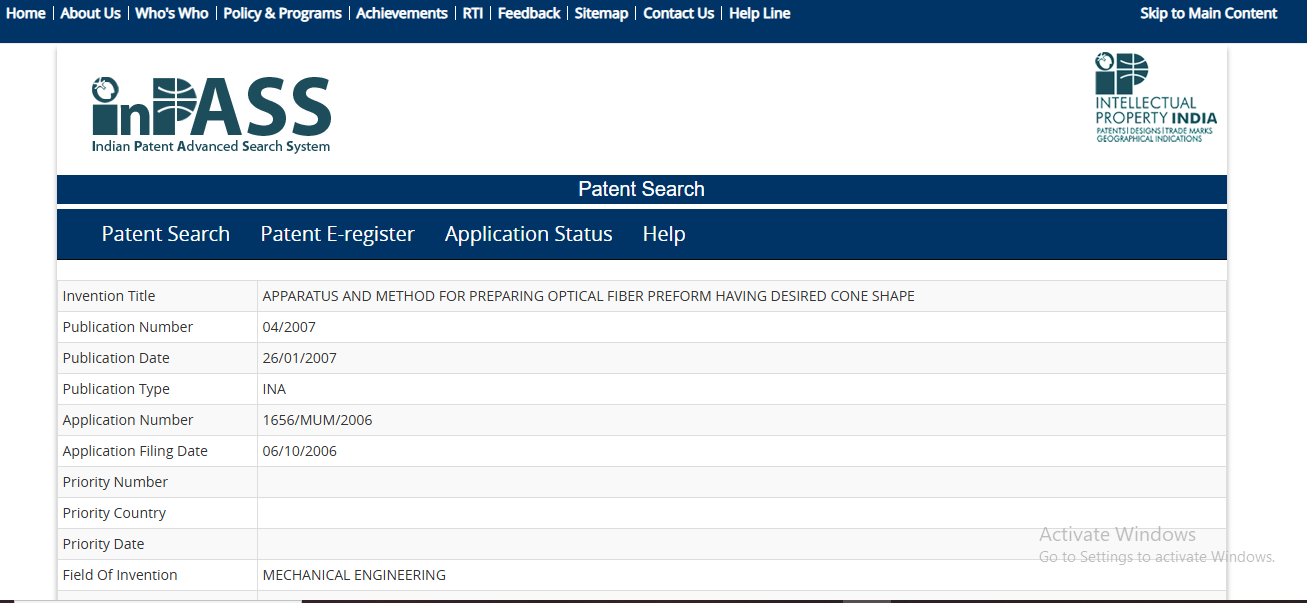 Home | About Us | Who's Who | Policy & Programs | Achievements | RTI | Feedback | Sitemap | Contact Us | Help Line Skip to Main Content
inPASS
Indian Patent Advanced Search System
INTELLECTUAL
PROPERTY INDIA
PATENTS | DESIGNS | TRADE MARKS
GEOGRAPHICAL INDICATIONS
Patent Search
Patent Search Patent E-register Application Status Help
Invention Title APPARATUS AND METHOD FOR PREPARING OPTICAL FIBER PREFORM HAVING DESIRED CONE SHAPE
Publication Number 04/2007
Publication Date 26/01/2007
Publication Type INA
Application Number 1656/MUM/2006
Application Filing Date 06/10/2006
Priority Number
Priority Country
Priority Date
Field Of Invention MECHANICAL ENGINEERING
Activate Windows
Go to Settings to activate Windows.